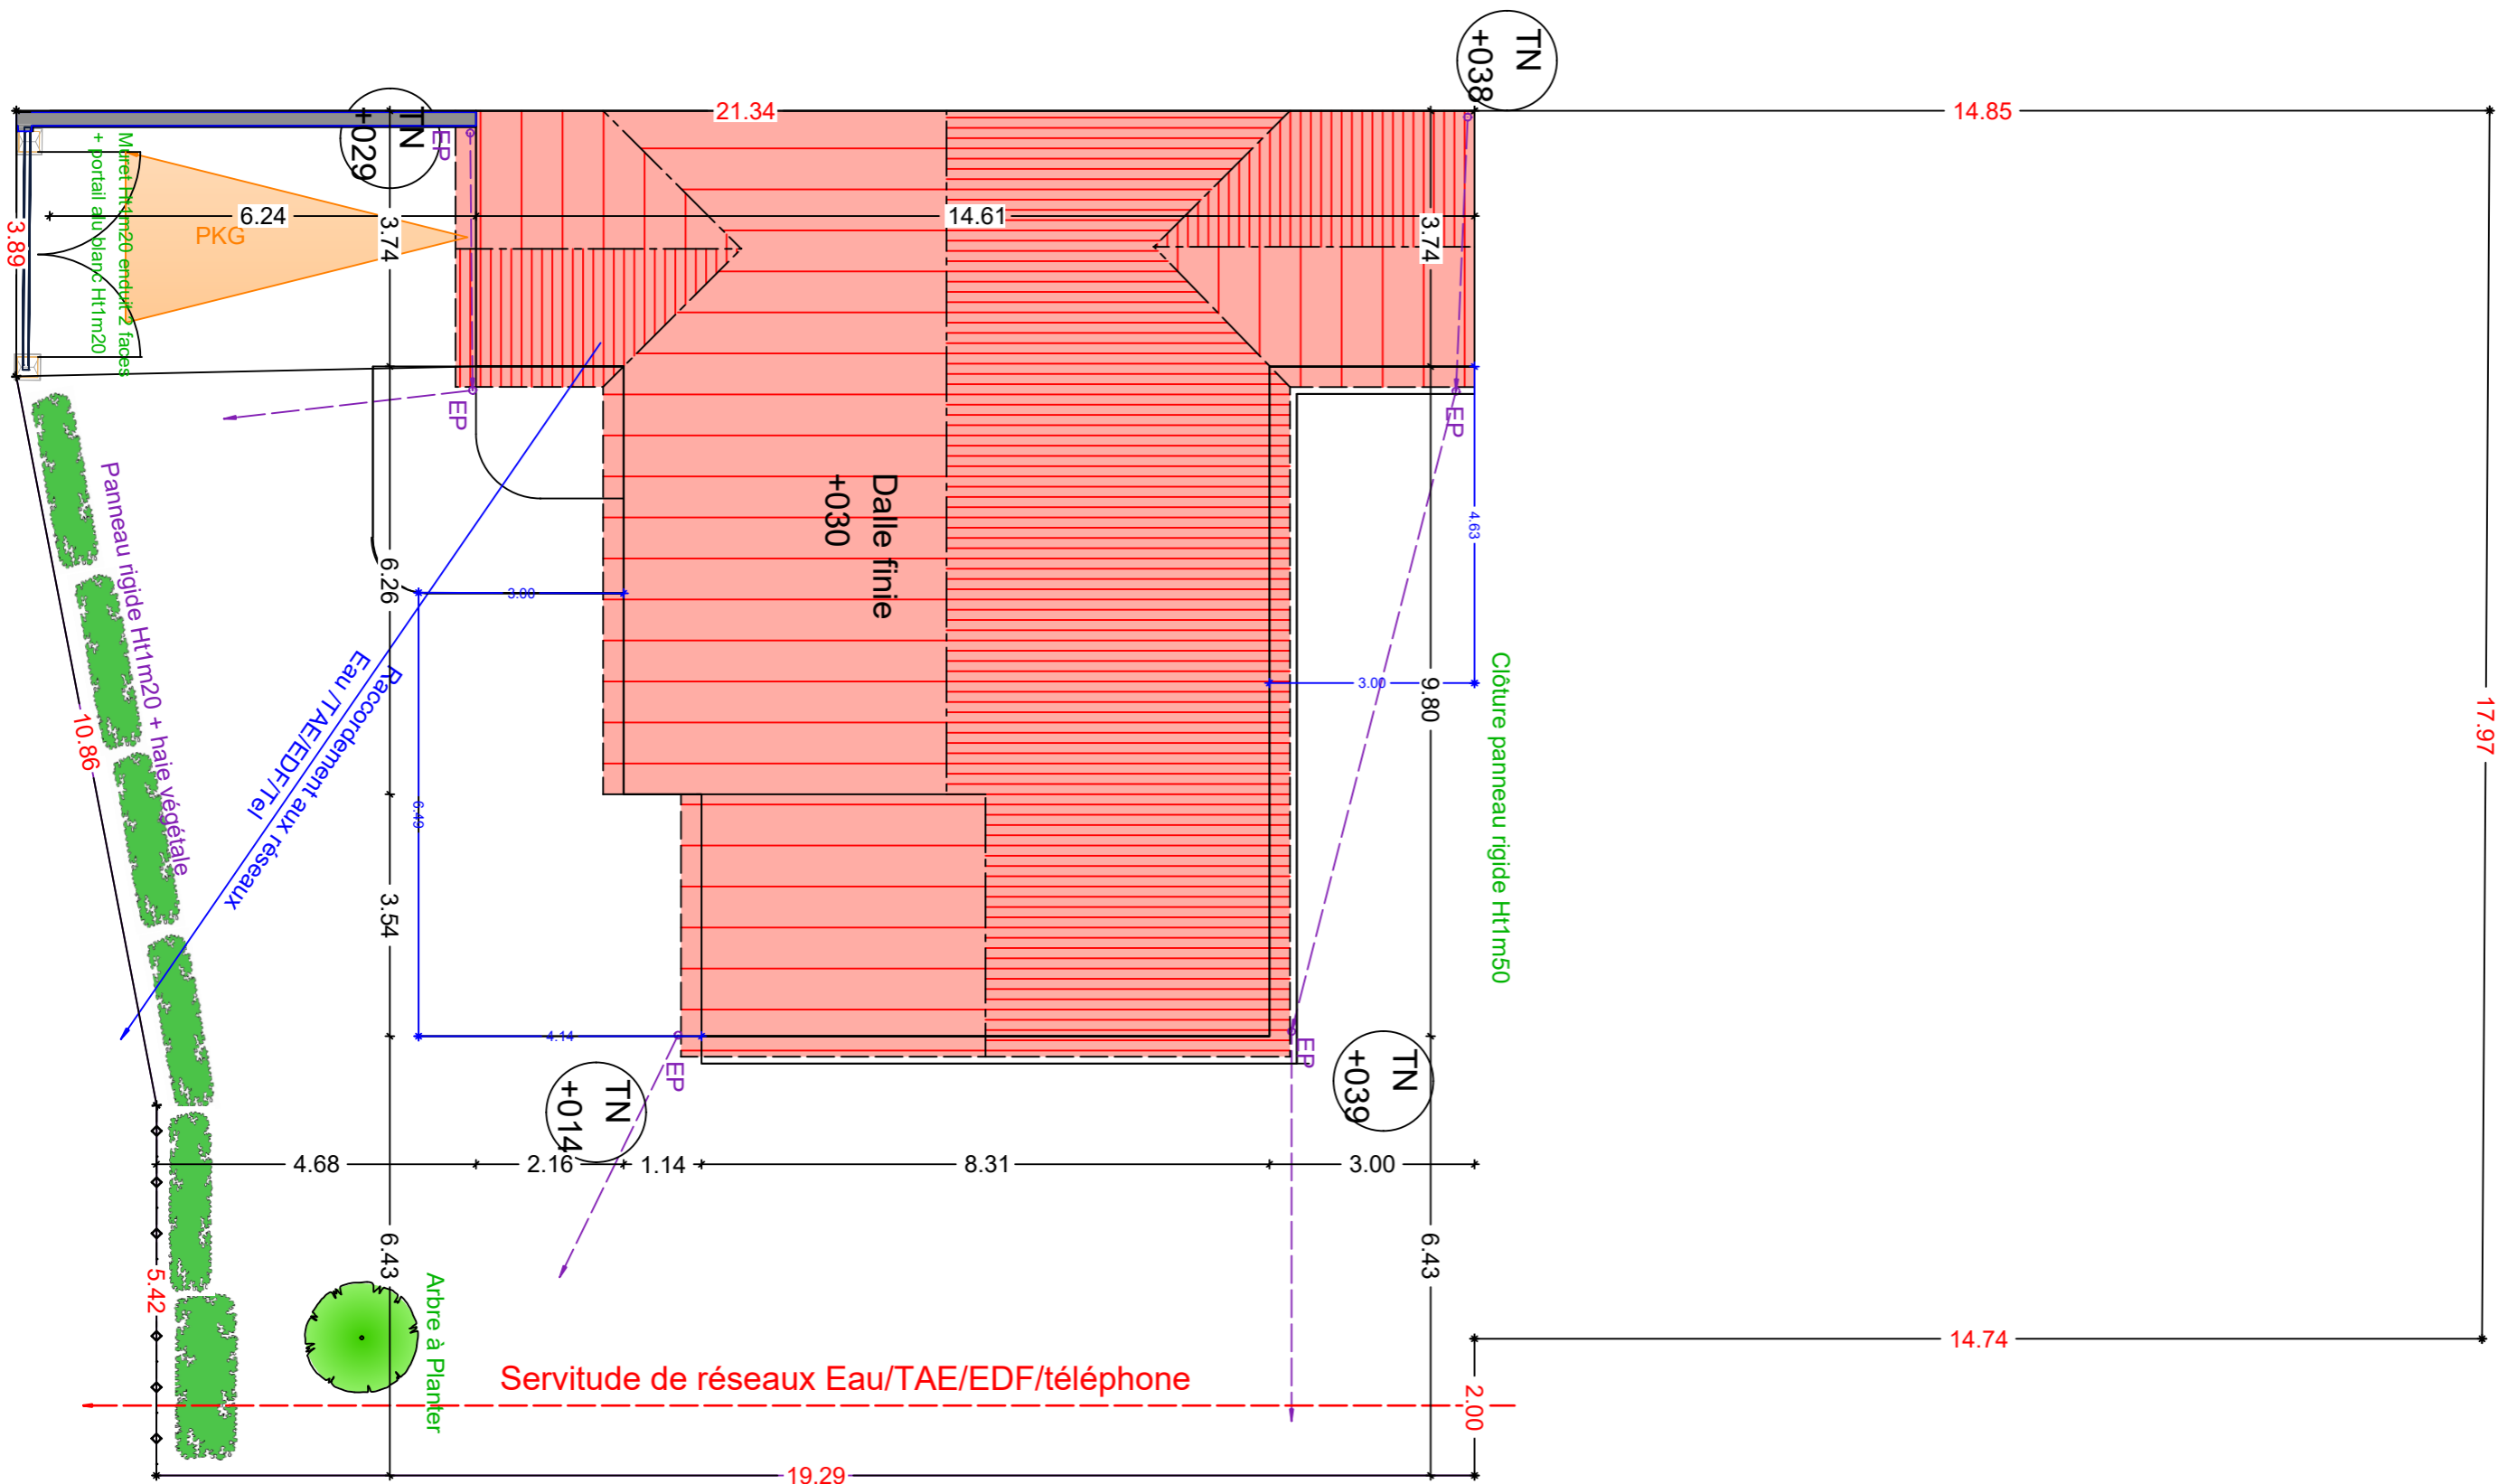 TN
+038
21.34
14.85
TN
+029
EP
Muret Ht1m20 enduit 2 faces
+ portail alu blanc Ht1m20
6.24
14.61
3.74
3.74
3.89
PKG
EP
EP
4.63
Dalle finie
+030
Panneau rigide Ht1m20 + haie végétale
6.26
3.00
3.00
9.80
Clôture panneau rigide Ht1m50
17.97
10.86
Raccordement aux réseaux
Eau /TAE/EDF/Tel
6.49
3.54
4.14
EP
EP
TN
+014
TN
+039
4.68
2.16
1.14
8.31
3.00
6.43
6.43
5.42
Arbre à Planter
14.74
Servitude de réseaux Eau/TAE/EDF/téléphone
2.00
19.29